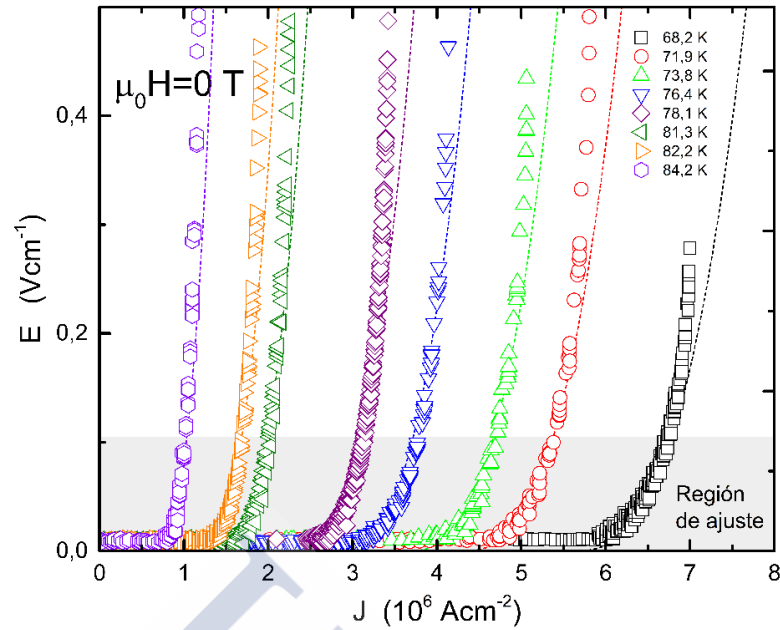 μ₀H=0 T
68,2 K
71,9 K
73,8 K
76,4 K
78,1 K
81,3 K
82,2 K
84,2 K
0,4
0,2
0,0
E (Vcm⁻¹)
Región
de ajuste
0 1 2 3 4 5 6 7 8
J (10⁶ Acm⁻²)